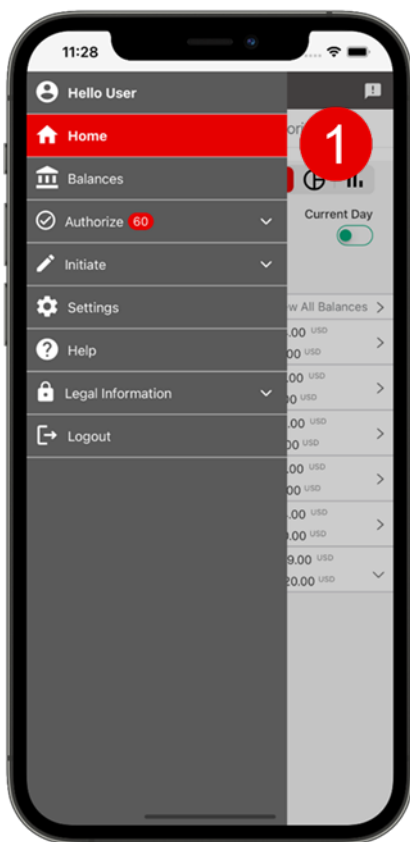 11:28
Hello User
Home
1
Balances
Authorize 60
Current Day
Initiate
Settings
View All Balances
.00 USD
00 USD
Help
.00 USD
00 USD
Legal Information
.00 USD
00 USD
Logout
.00 USD
.00 USD
.00 USD
.00 USD
9.00 USD
20.00 USD